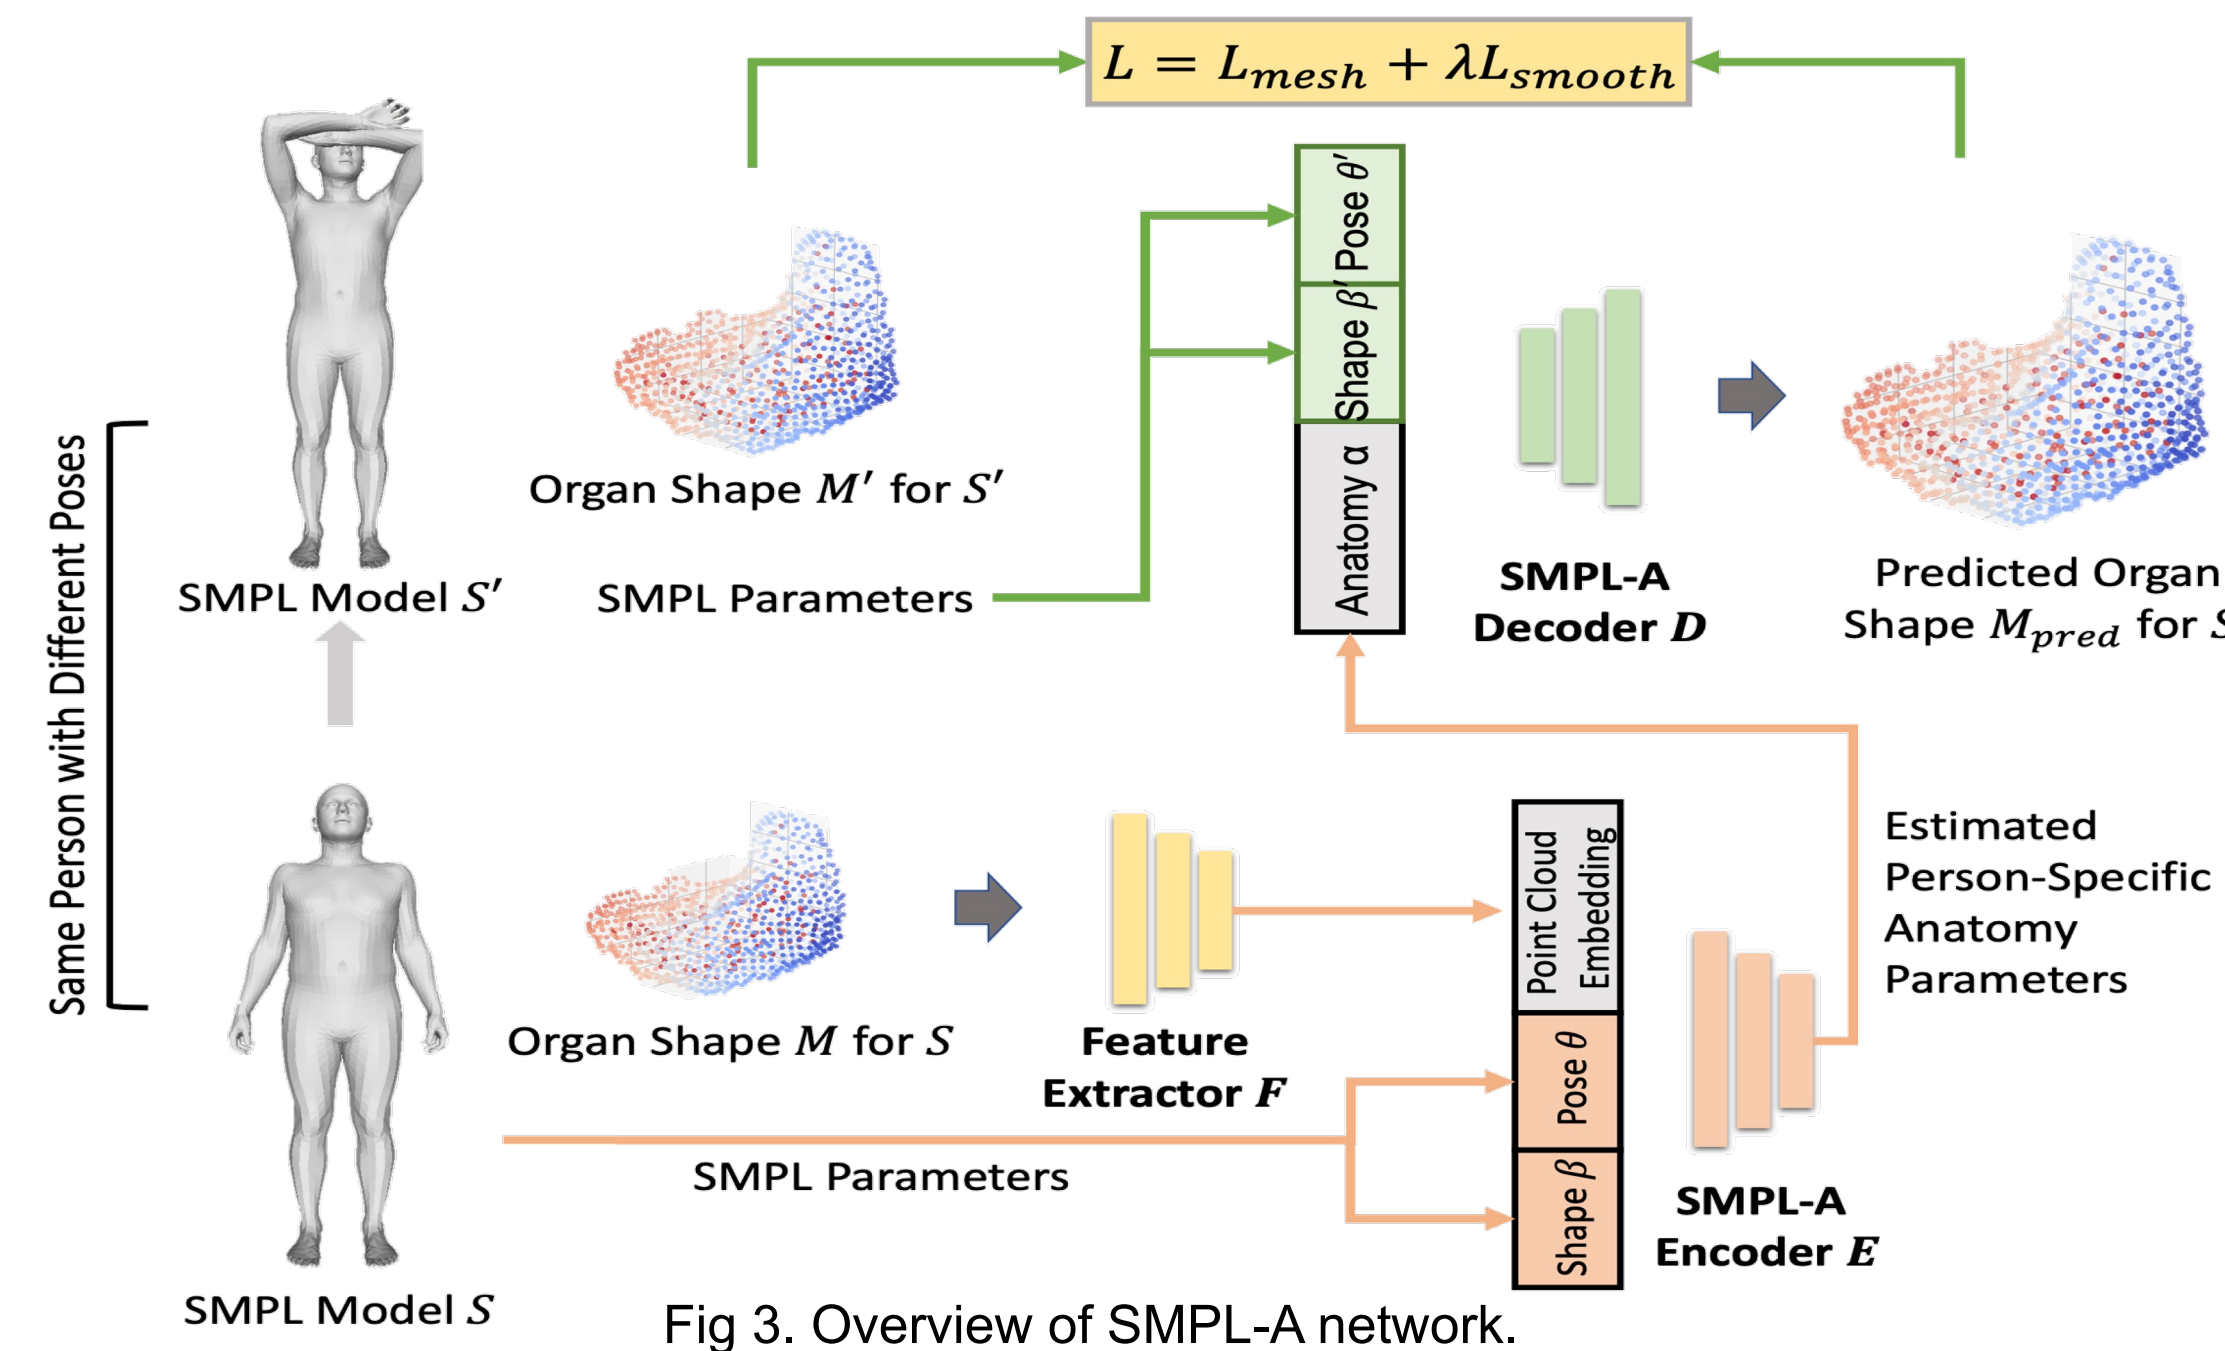 L = L_mesh + λL_smooth
Same Person with Different Poses
SMPL Model S′
Organ Shape M′ for S′
SMPL Parameters
Pose θ′
Shape β′
Anatomy α
SMPL-A
Decoder D
Predicted Organ
Shape M_pred for S
SMPL Model S
Organ Shape M for S
Feature
Extractor F
SMPL Parameters
Point Cloud
Embedding
Pose θ
Shape β
SMPL-A
Encoder E
Estimated
Person-Specific
Anatomy
Parameters
Fig 3. Overview of SMPL-A network.